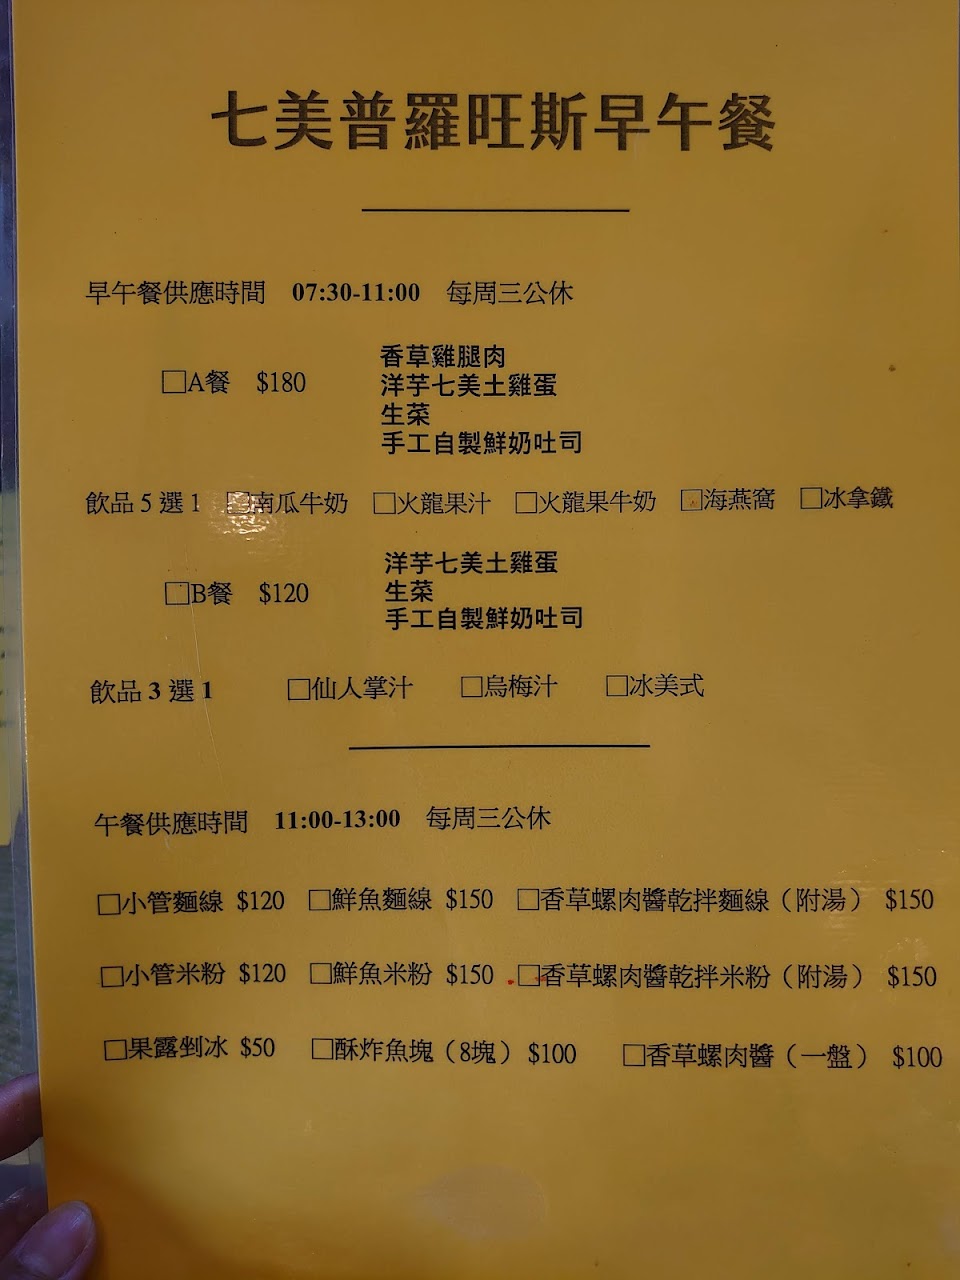 七美普羅旺斯早午餐
早午餐供應時間 07:30-11:00 每周三公休
□A餐 $180
香草雞腿肉
洋芋七美土雞蛋
生菜
手工自製鮮奶吐司
飲品 5 選 1 □南瓜牛奶 □火龍果汁 □火龍果牛奶 □海燕窩 □冰拿鐵
□B餐 $120
洋芋七美土雞蛋
生菜
手工自製鮮奶吐司
飲品 3 選 1 □仙人掌汁 □烏梅汁 □冰美式
午餐供應時間 11:00-13:00 每周三公休
□小管麵線 $120 □鮮魚麵線 $150 □香草螺肉醬乾拌麵線（附湯） $150
□小管米粉 $120 □鮮魚米粉 $150 □香草螺肉醬乾拌米粉（附湯） $150
□果露剉冰 $50 □酥炸魚塊（8塊） $100 □香草螺肉醬（一盤） $100